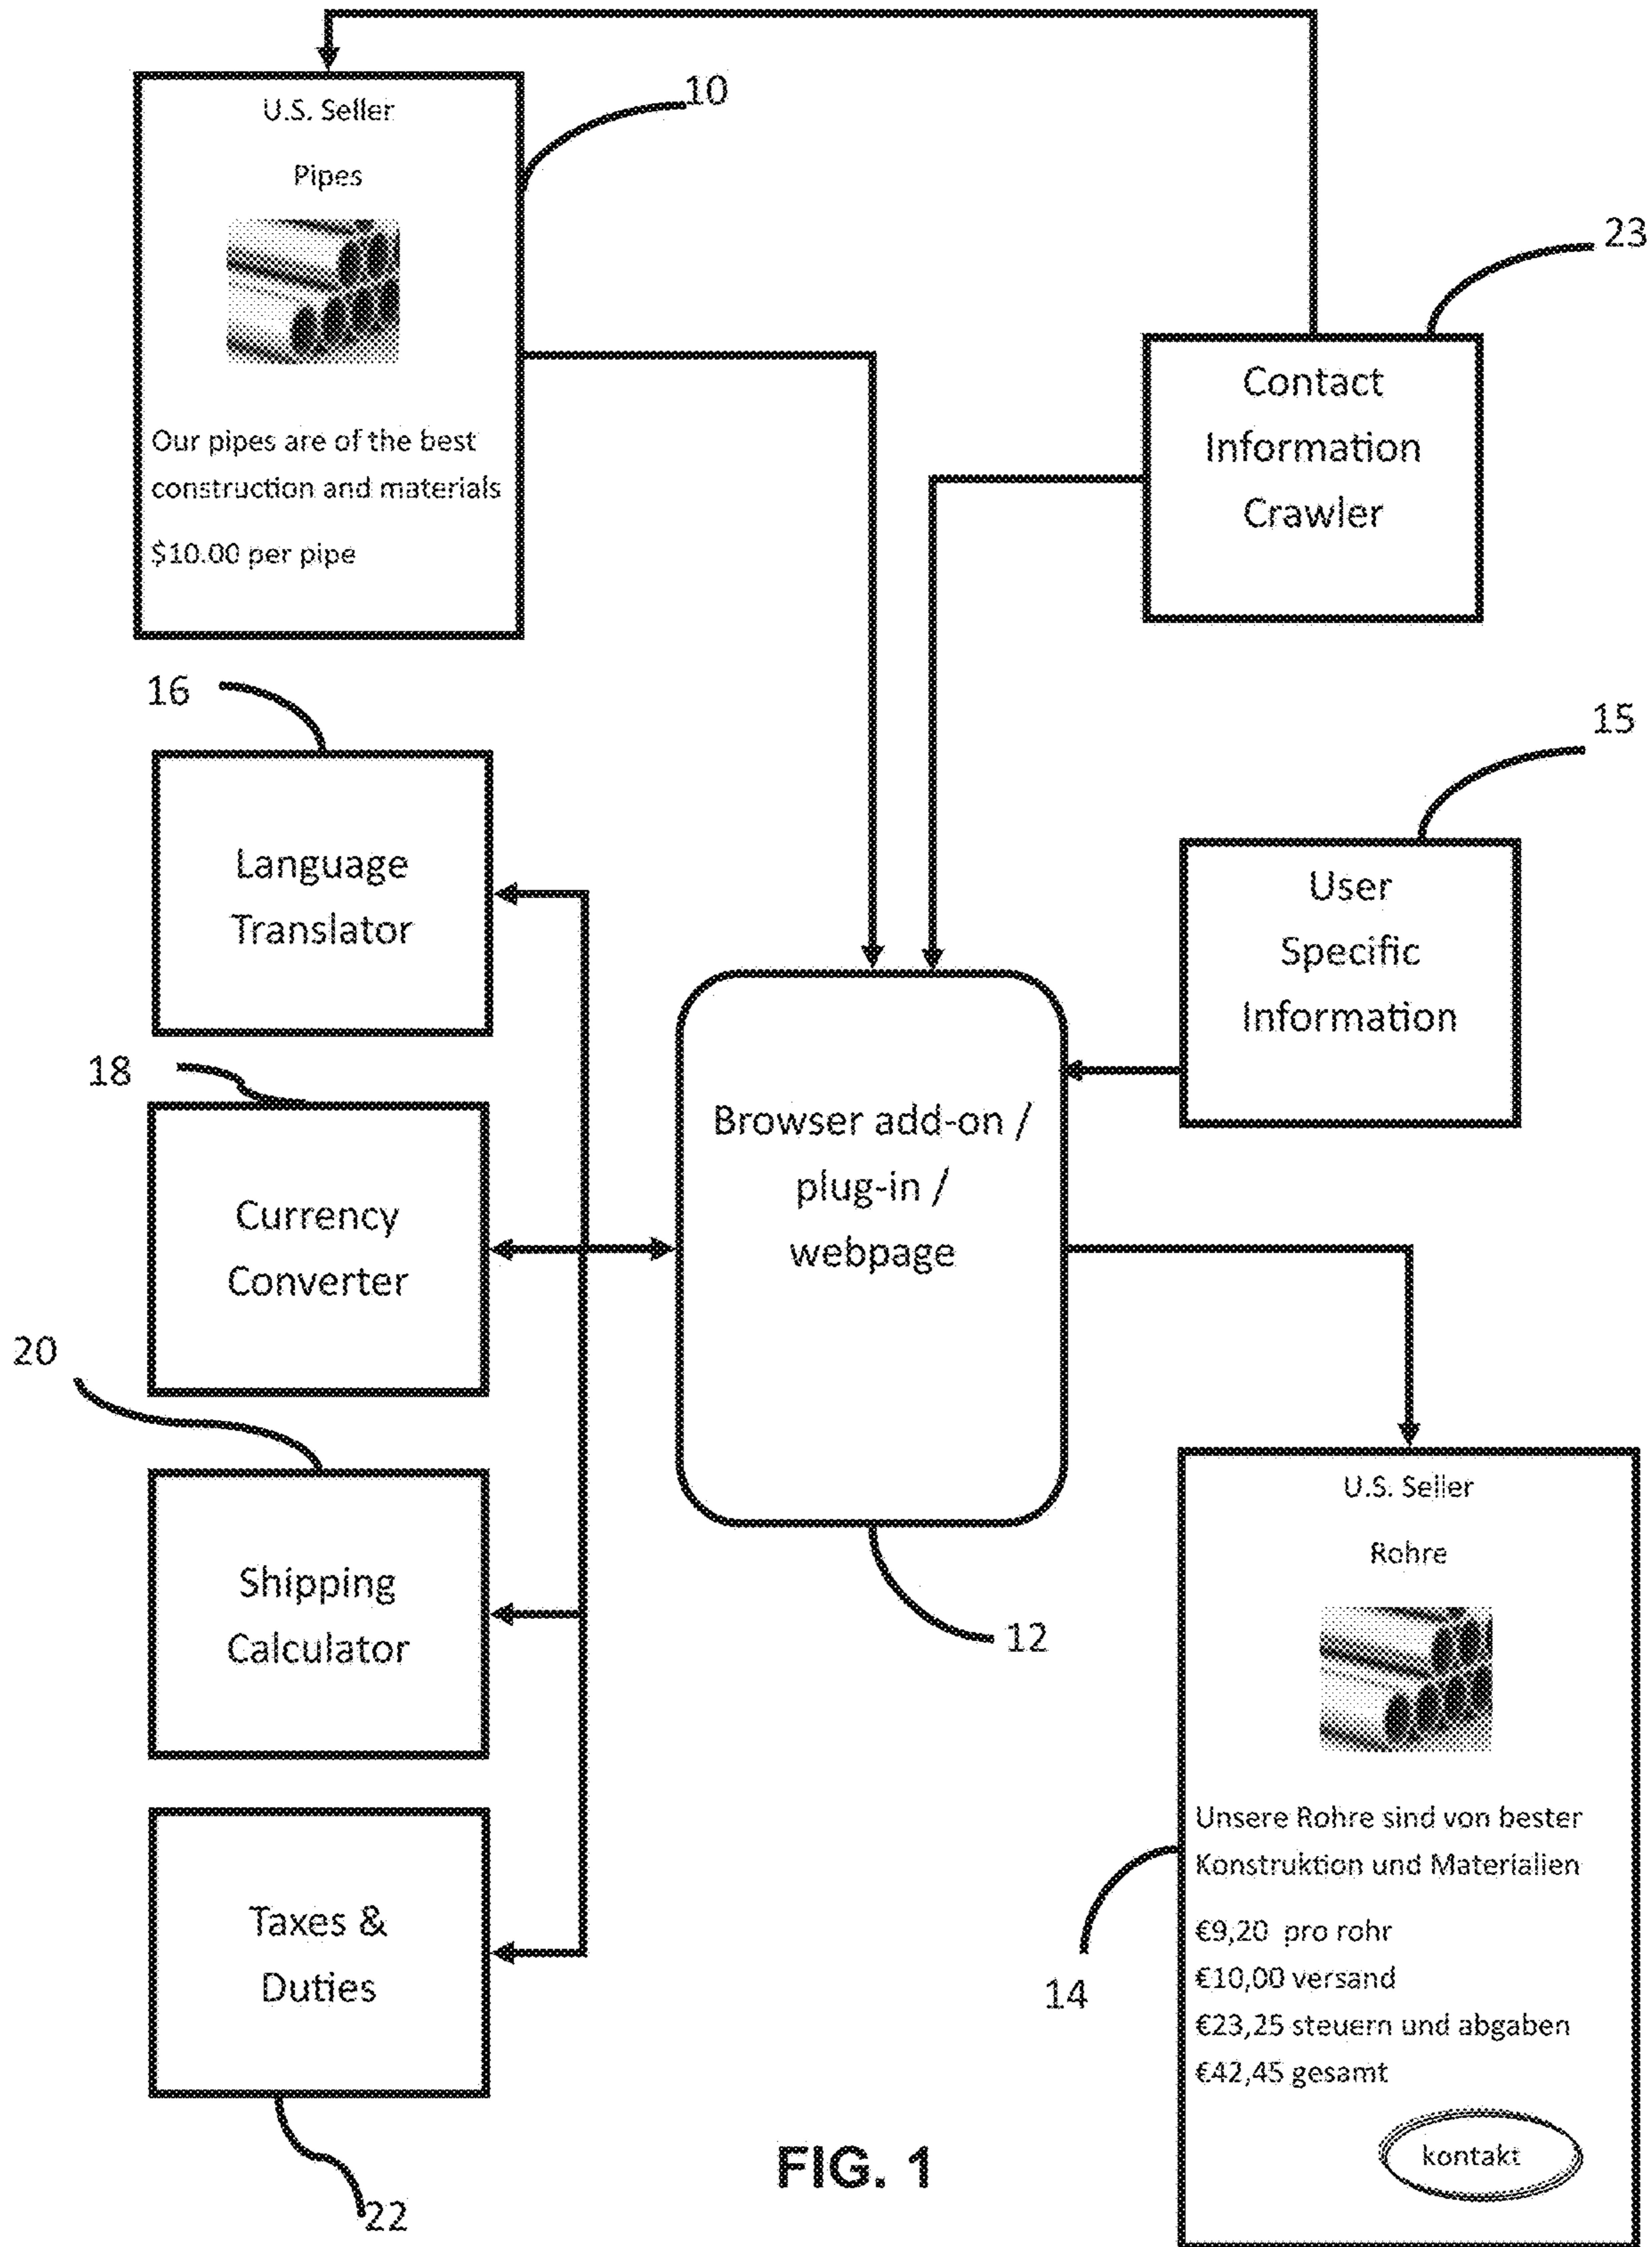 U.S. Seller
Pipes
10
Our pipes are of the best
construction and materials
$10.00 per pipe
23
Contact
Information
Crawler
16
Language
Translator
15
User
Specific
Information
18
Currency
Converter
Browser add-on /
plug-in /
webpage
12
20
Shipping
Calculator
Taxes &
Duties
22
U.S. Seller
Rohre
Unsere Rohre sind von bester
Konstruktion und Materialien
€9,20 pro rohr
€10,00 versand
€23,25 steuern und abgaben
€42,45 gesamt
kontakt
14
FIG. 1